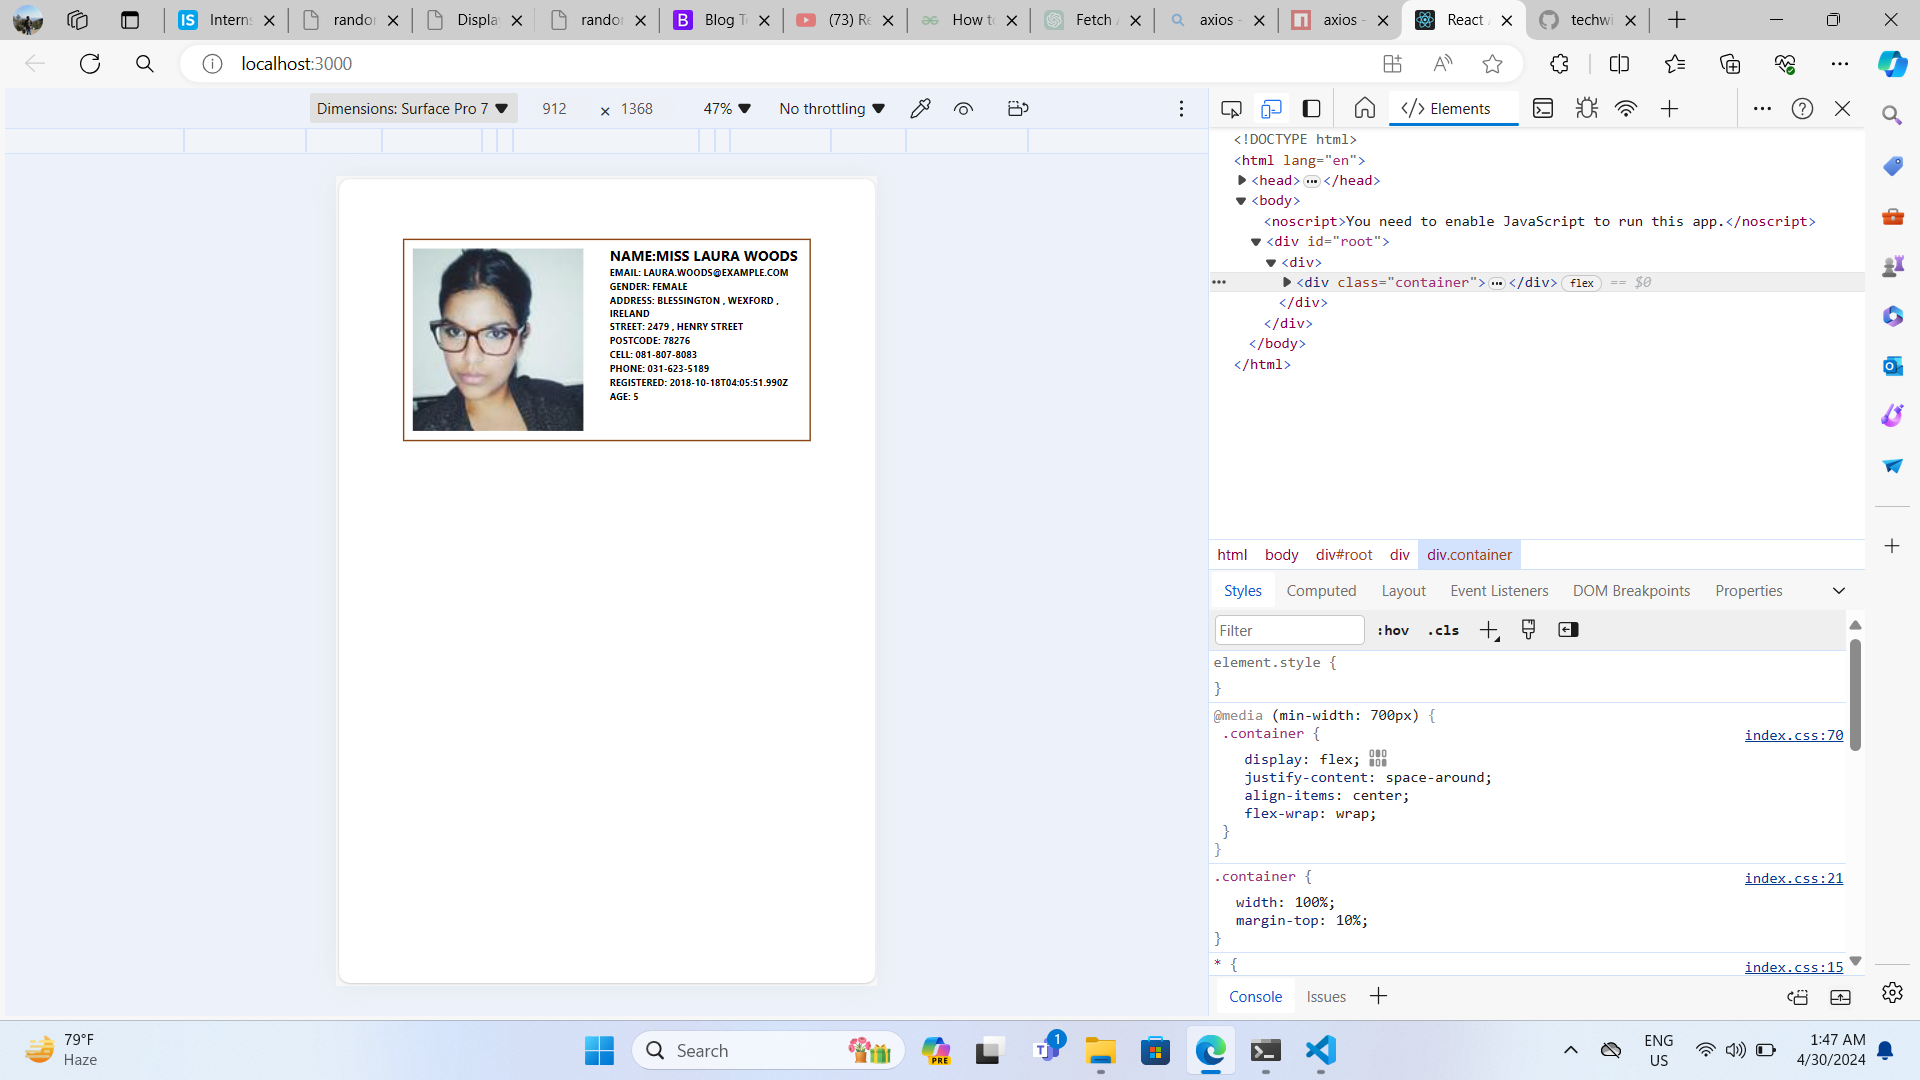 Interns
randor
Display
randor
Blog Te
(73) Re
How to
Fetch A
axios -
axios -
React A
techwi
localhost:3000
Dimensions: Surface Pro 7
912
×
1368
47%
No throttling
</> Elements
NAME:MISS LAURA WOODS
EMAIL: LAURA.WOODS@EXAMPLE.COM
GENDER: FEMALE
ADDRESS: BLESSINGTON , WEXFORD ,
IRELAND
STREET: 2479 , HENRY STREET
POSTCODE: 78276
CELL: 081-807-8083
PHONE: 031-623-5189
REGISTERED: 2018-10-18T04:05:51.990Z
AGE: 5
<!DOCTYPE html>
<html lang="en">
<head>…</head>
<body>
<noscript>You need to enable JavaScript to run this app.</noscript>
<div id="root">
<div>
<div class="container">…</div> flex == $0
</div>
</div>
</body>
</html>
html body div#root div div.container
Styles Computed Layout Event Listeners DOM Breakpoints Properties
Filter :hov .cls
element.style {
}
@media (min-width: 700px) {
.container { index.css:70
display: flex;
justify-content: space-around;
align-items: center;
flex-wrap: wrap;
}
}
.container { index.css:21
width: 100%;
margin-top: 10%;
}
* { index.css:15
Console Issues
79°F
Haze
Search
PRE
1
ENG
US
1:47 AM
4/30/2024